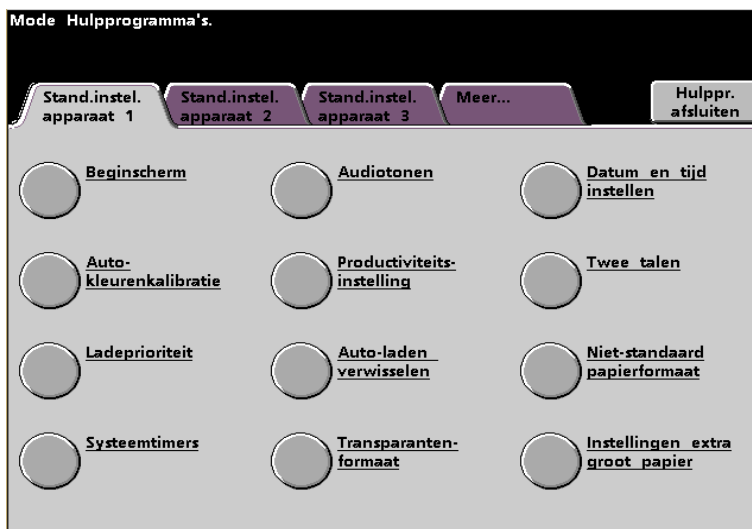 Mode Hulpprogramma's.
Stand.instel.
apparaat 1
Stand.instel.
apparaat 2
Stand.instel.
apparaat 3
Meer...
Hulppr.
afsluiten
Beginscherm
Audiotonen
Datum en tijd
instellen
Auto-
kleurenkalibratie
Productiviteits-
instelling
Twee talen
Ladeprioriteit
Auto-laden
verwisselen
Niet-standaard
papierformaat
Systeemtimers
Transparanten-
formaat
Instellingen extra
groot papier